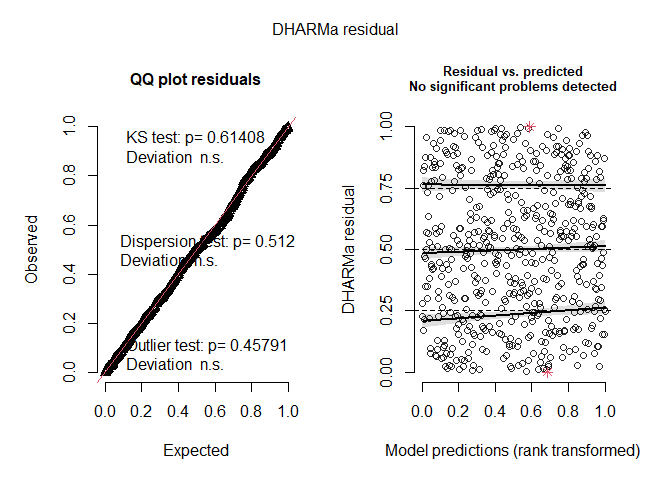 DHARMa residual
QQ plot residuals
KS test: p= 0.61408
Deviation n.s.
Dispersion test: p= 0.512
Deviation n.s.
Outlier test: p= 0.45791
Deviation n.s.
Observed
0.0 0.2 0.4 0.6 0.8 1.0
0.0 0.2 0.4 0.6 0.8 1.0
Expected
Residual vs. predicted
No significant problems detected
DHARMa residual
0.00 0.25 0.50 0.75 1.00
0.0 0.2 0.4 0.6 0.8 1.0
Model predictions (rank transformed)